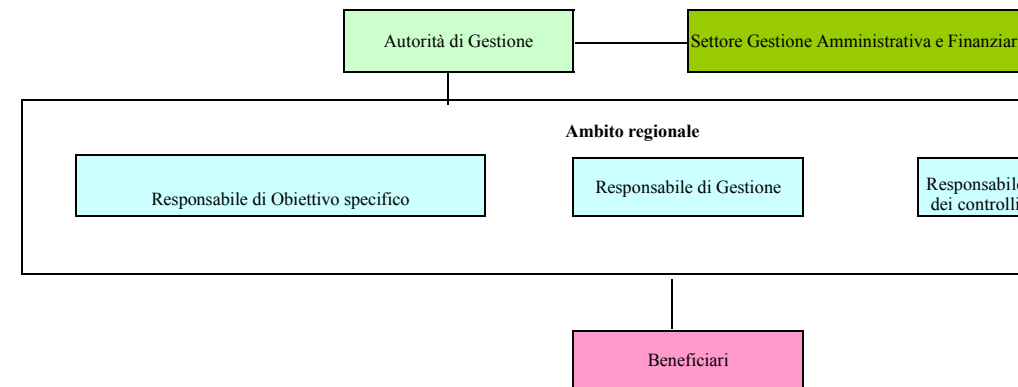 Autorità di Gestione
Settore Gestione Amministrativa e Finanziar
Ambito regionale
Responsabile di Obiettivo specifico
Responsabile di Gestione
Responsabile
dei controlli
Beneficiari